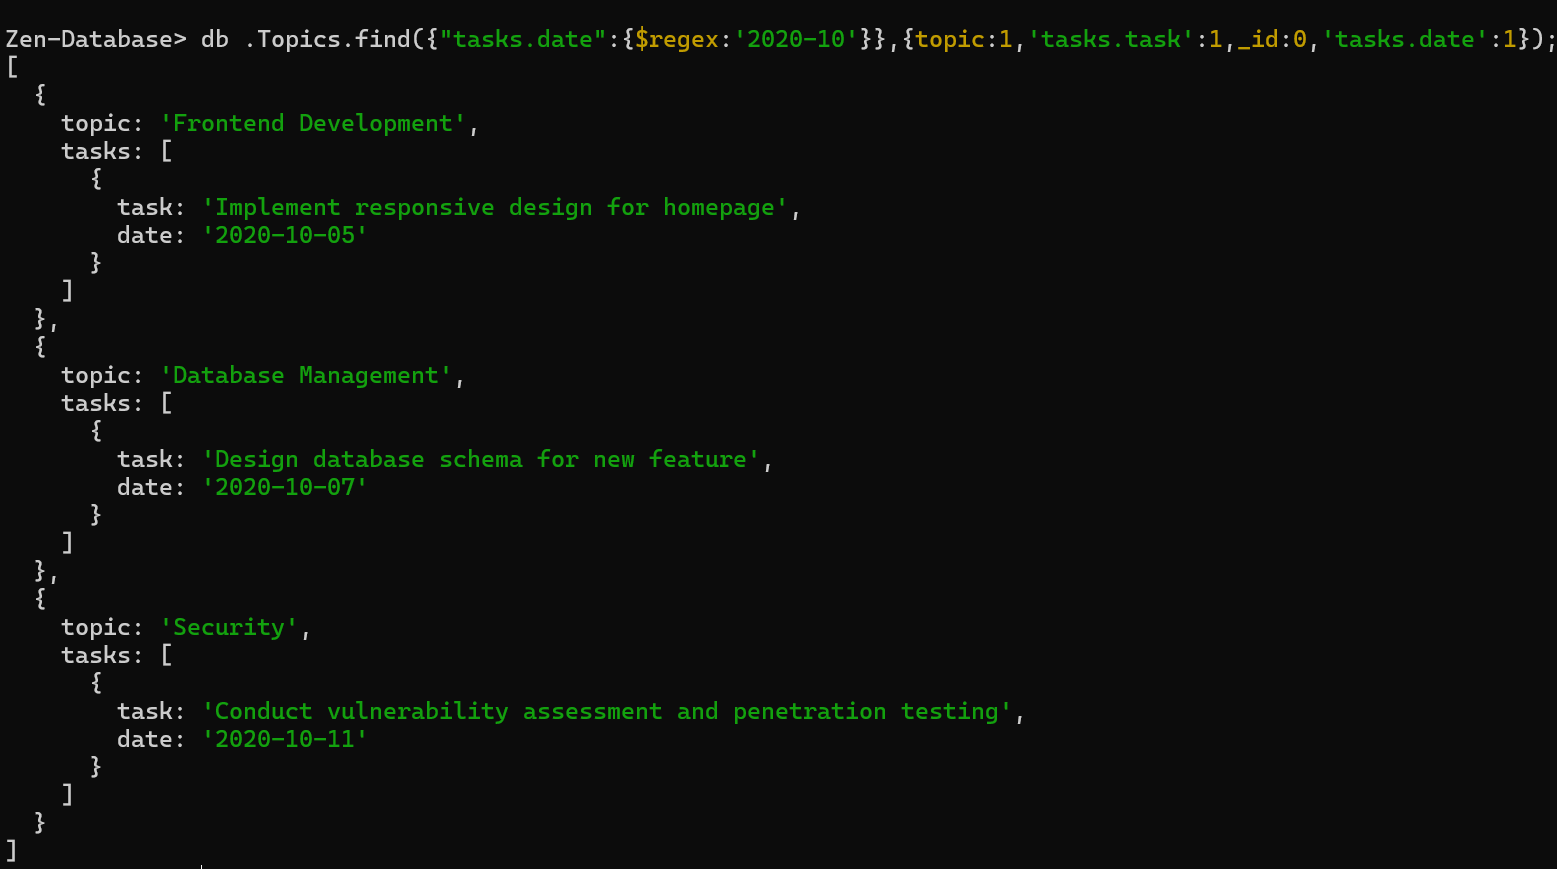 Zen-Database> db .Topics.find({"tasks.date":{$regex:'2020-10'}},{topic:1,'tasks.task':1,_id:0,'tasks.date':1});
[
  {
    topic: 'Frontend Development',
    tasks: [
      {
        task: 'Implement responsive design for homepage',
        date: '2020-10-05'
      }
    ]
  },
  {
    topic: 'Database Management',
    tasks: [
      {
        task: 'Design database schema for new feature',
        date: '2020-10-07'
      }
    ]
  },
  {
    topic: 'Security',
    tasks: [
      {
        task: 'Conduct vulnerability assessment and penetration testing',
        date: '2020-10-11'
      }
    ]
  }
]